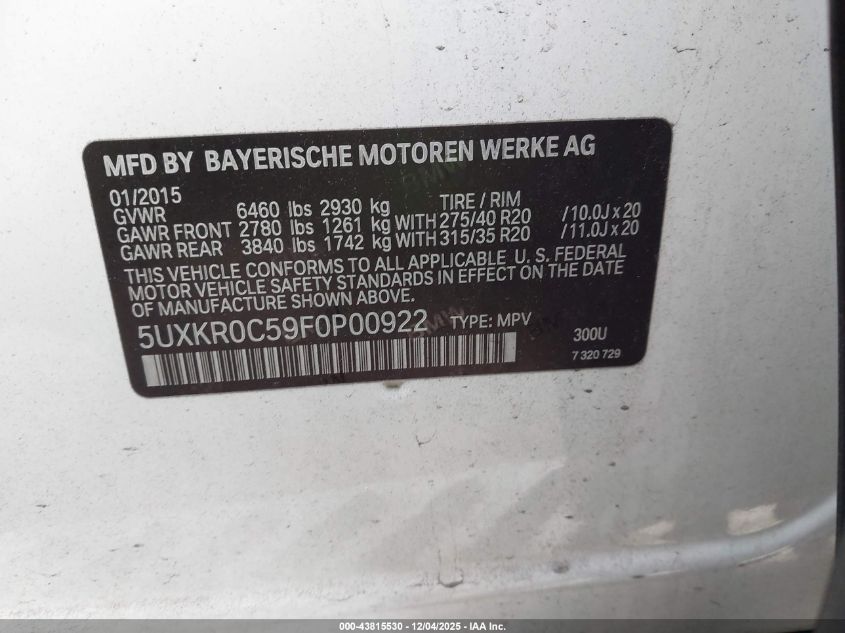 MFD BY BAYERISCHE MOTOREN WERKE AG
01/2015 TIRE / RIM
GVWR 6460 lbs 2930 kg
GAWR FRONT 2780 lbs 1261 kg WITH 275/40 R20 /10.0J x 20
GAWR REAR 3840 lbs 1742 kg WITH 315/35 R20 /11.0J x 20
THIS VEHICLE CONFORMS TO ALL APPLICABLE U. S. FEDERAL
MOTOR VEHICLE SAFETY STANDARDS IN EFFECT ON THE DATE
OF MANUFACTURE SHOWN ABOVE.
5UXKR0C59F0P00922 TYPE: MPV 300U
7 320 729
000-43815530 - 12/04/2025 - IAA Inc.